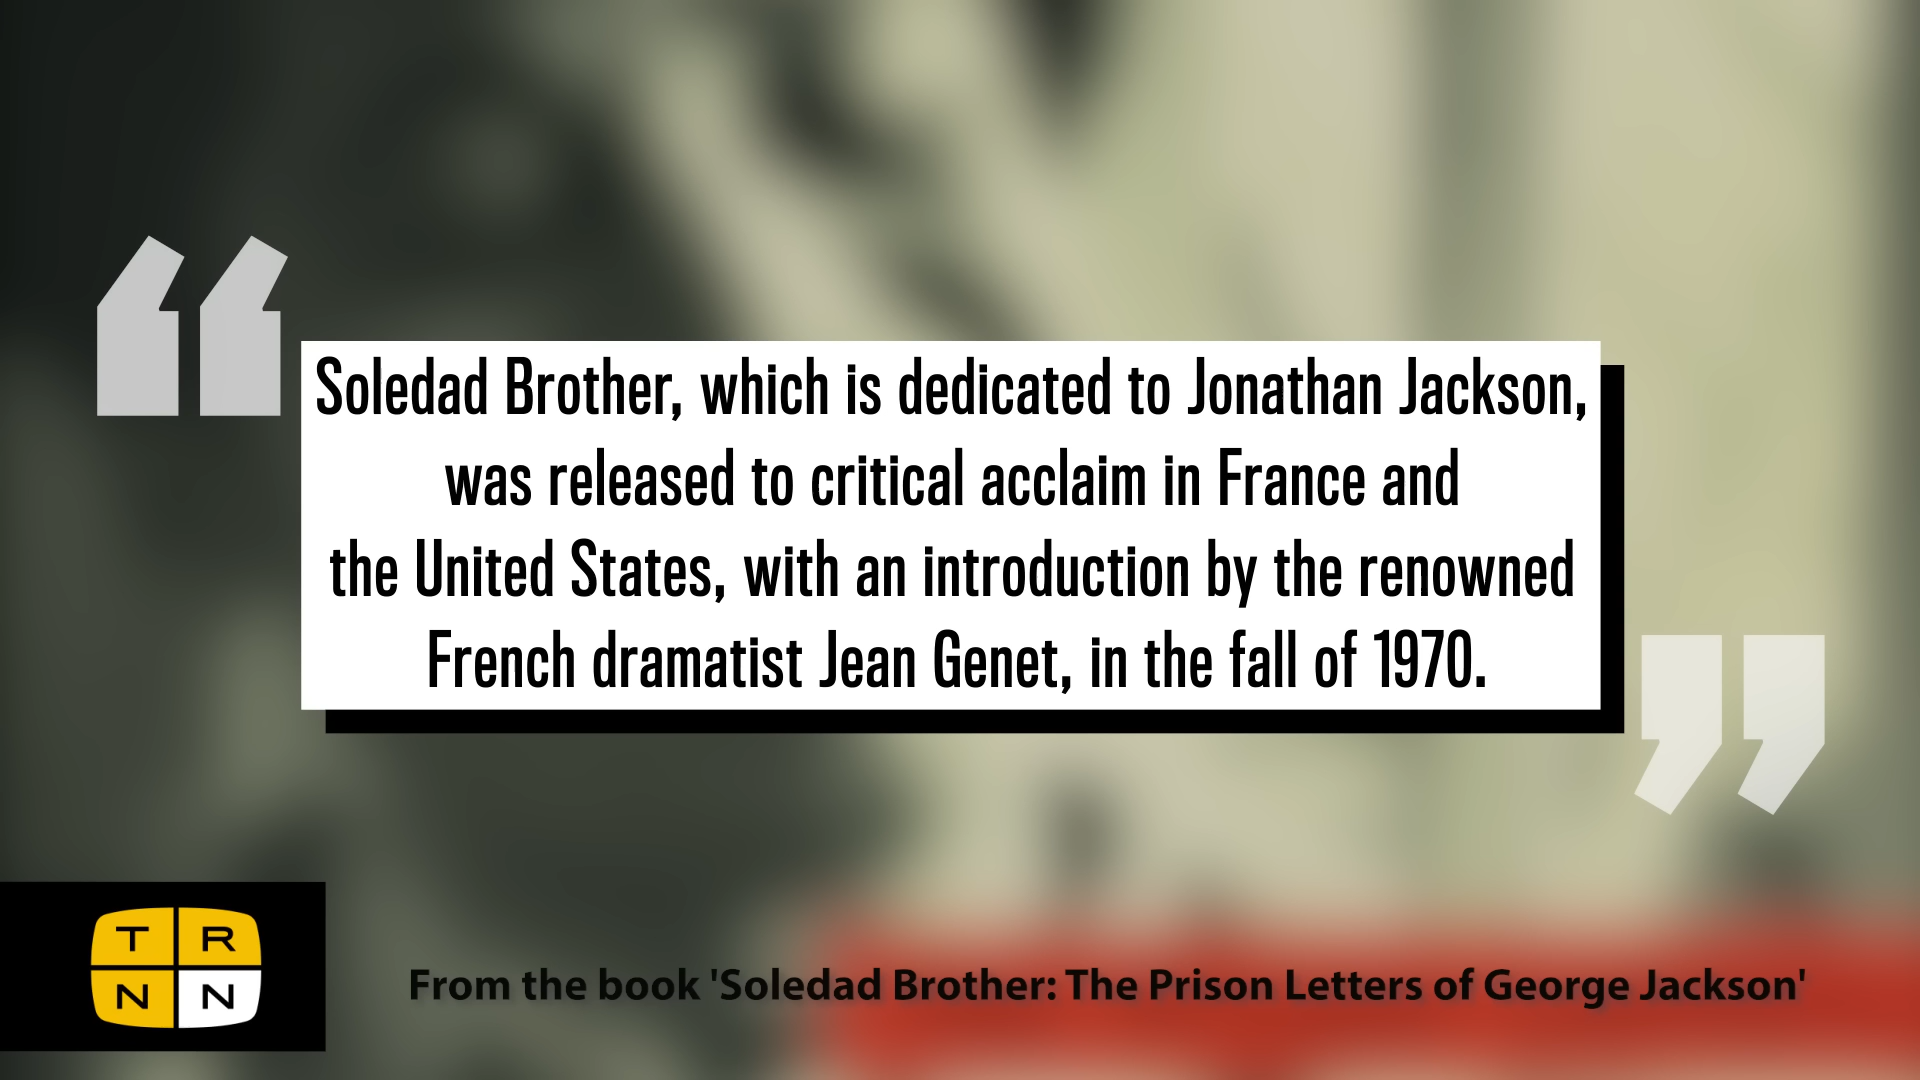 Soledad Brother, which is dedicated to Jonathan Jackson,
was released to critical acclaim in France and
the United States, with an introduction by the renowned
French dramatist Jean Genet, in the fall of 1970.
T R
N N
From the book 'Soledad Brother: The Prison Letters of George Jackson'